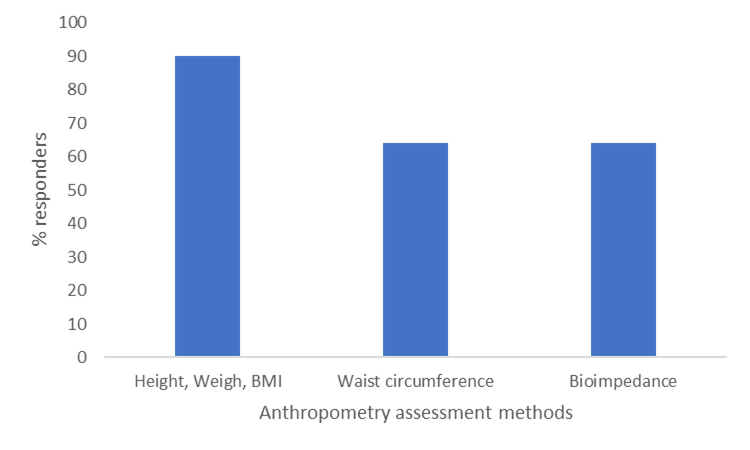 100
90
80
70
60
50
40
30
20
10
0
% responders
Height, Weigh, BMI
Waist circumference
Bioimpedance
Anthropometry assessment methods